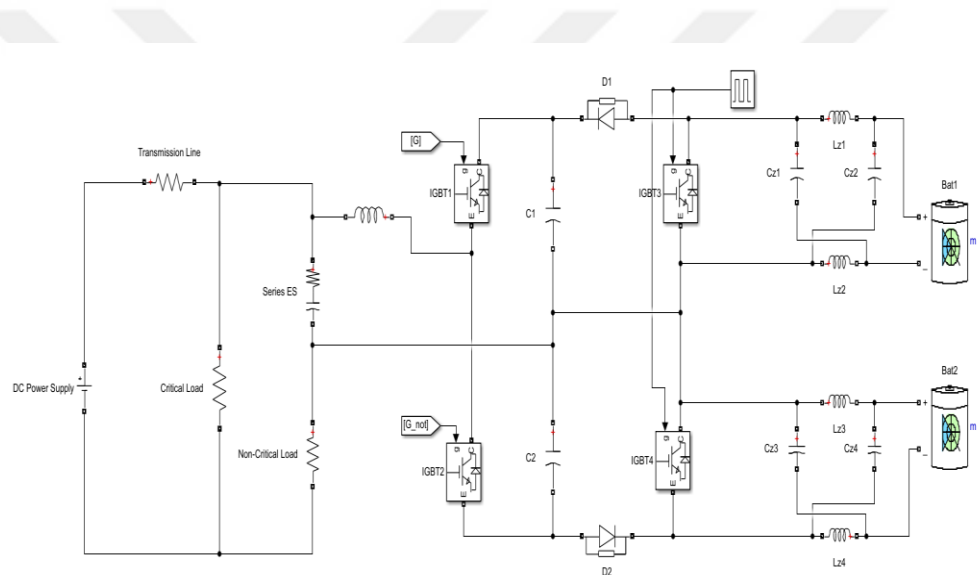 D1
[G]
Transmission Line
Lz1
Cz1
Cz2
g
C
IGBT1
E
g
C
IGBT3
E
C1
Bat1
+
m
_
Series ES
Lz2
DC Power Supply
+
Critical Load
Bat2
+
m
_
[G_not]
Lz3
Non-Critical Load
g
C
IGBT2
E
C2
g
C
IGBT4
E
Cz3
Cz4
D2
Lz4